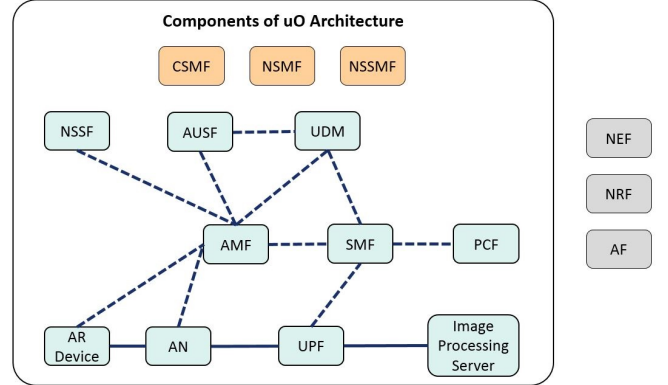 Components of uO Architecture
CSMF
NSMF
NSSMF
NSSF
AUSF
UDM
NEF
NRF
AMF
SMF
PCF
AF
AR
Device
AN
UPF
Image
Processing
Server